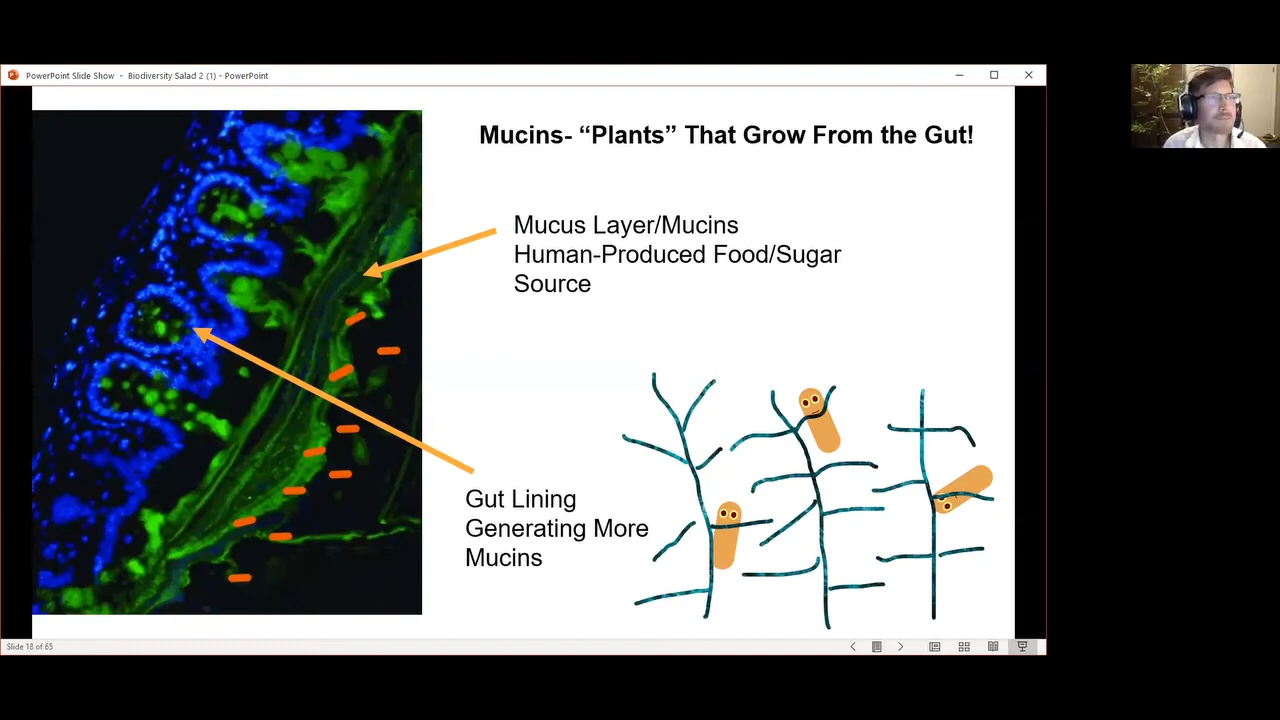 PowerPoint Slide Show - Biodiversity Salad 2 (1) - PowerPoint
Mucins- “Plants” That Grow From the Gut!
Mucus Layer/Mucins
Human-Produced Food/Sugar
Source
Gut Lining
Generating More
Mucins
Slide 18 of 65